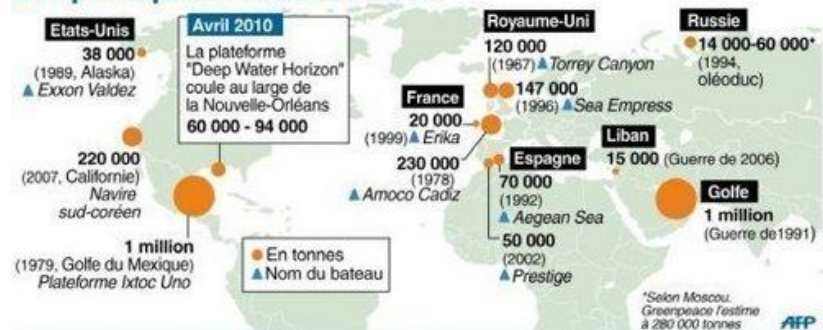 Etats-Unis
38 000
(1989, Alaska)
Exxon Valdez
220 000
(2007, Californie)
Navire
sud-coréen
1 million
(1979, Golfe du Mexique)
Plateforme Ixtoc Uno
Avril 2010
La plateforme
"Deep Water Horizon"
coule au large de
la Nouvelle-Orléans
60 000 - 94 000
En tonnes
Nom du bateau
France
20 000
(1999) Erika
230 000
(1978)
Amoco Cadiz
Royaume-Uni
120 000
(1967) Torrey Canyon
147 000
(1996) Sea Empress
Espagne
70 000
(1992)
Aegean Sea
50 000
(2002)
Prestige
Russie
14 000-60 000*
(1994,
oléoduc)
Liban
15 000 (Guerre de 2006)
Golfe
1 million
(Guerre de1991)
*Selon Moscou.
Greenpeace l'estime
à 280 000 tonnes
AFP